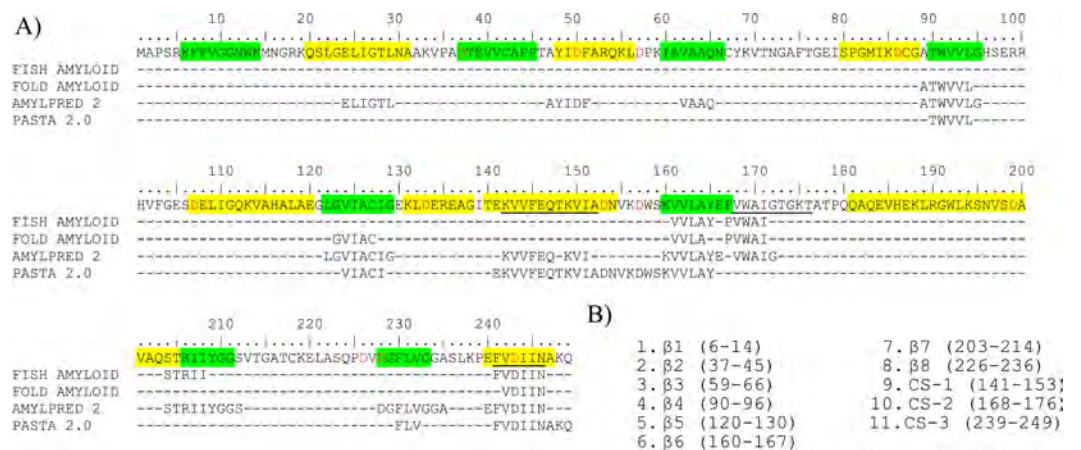 A)
10 20 30 40 50 60 70 80 90 100
MAPSRKFFVGGNWKMNGRKQSLGELIGTLNAAKVPADTEVVCAPPTAYIDFARQKLDPKIAVAAQNCYKVTNGAFTGEISPGMIKDCGATWVVLGHSERR
FISH AMYLOID ----------------------------------------------------------------------------------------------------
FOLD AMYLOID ----------------------------------------------------------------------------------------ATWVVL------
AMYLPRED 2 -----------------------ELIGTL-----------------AYIDF----------VAAQ-----------------------ATWVVLG-----
PASTA 2.0 -----------------------------------------------------------------------------------------TWVVL------
110 120 130 140 150 160 170 180 190 200
HVFGESDELIGQKVAHALAEGLGVIACIGEKLDEREAGITEKVVFEQTKVIADNVKDWSKVVLAYEPVWAIGTGKTATPQQAQEVHEKLRGWLKSNVSDA
FISH AMYLOID ------------------------------------------------------------VVLAY-PVWAI-----------------------------
FOLD AMYLOID ----------------------GVIAC---------------------------------VVLA--PVWAI-----------------------------
AMYLPRED 2 ---------------------LGVIACIG------------KVVFEQ-KVI--------KVVLAYE-VWAIG----------------------------
PASTA 2.0 -----------------------VIACI------------EKVVFEQTKVIADNVKDWSKVVLAY-----------------------------------
210 220 230 240
VAQSTRIIYGGSVTGATCKELASQPDVDGFLVGGASLKPEFVDIINAKQ
FISH AMYLOID ---STRII--------------------------------FVDIIN---
FOLD AMYLOID -----------------------------------------VDIIN---
AMYLPRED 2 ---STRIIYGGS---------------DGFLVGGA----EFVDIIN---
PASTA 2.0 -----------------------------FLV--------FVDIINAKQ
B)
1. β1 (6-14)
2. β2 (37-45)
3. β3 (59-66)
4. β4 (90-96)
5. β5 (120-130)
6. β6 (160-167)
7. β7 (203-214)
8. β8 (226-236)
9. CS-1 (141-153)
10. CS-2 (168-176)
11. CS-3 (239-249)